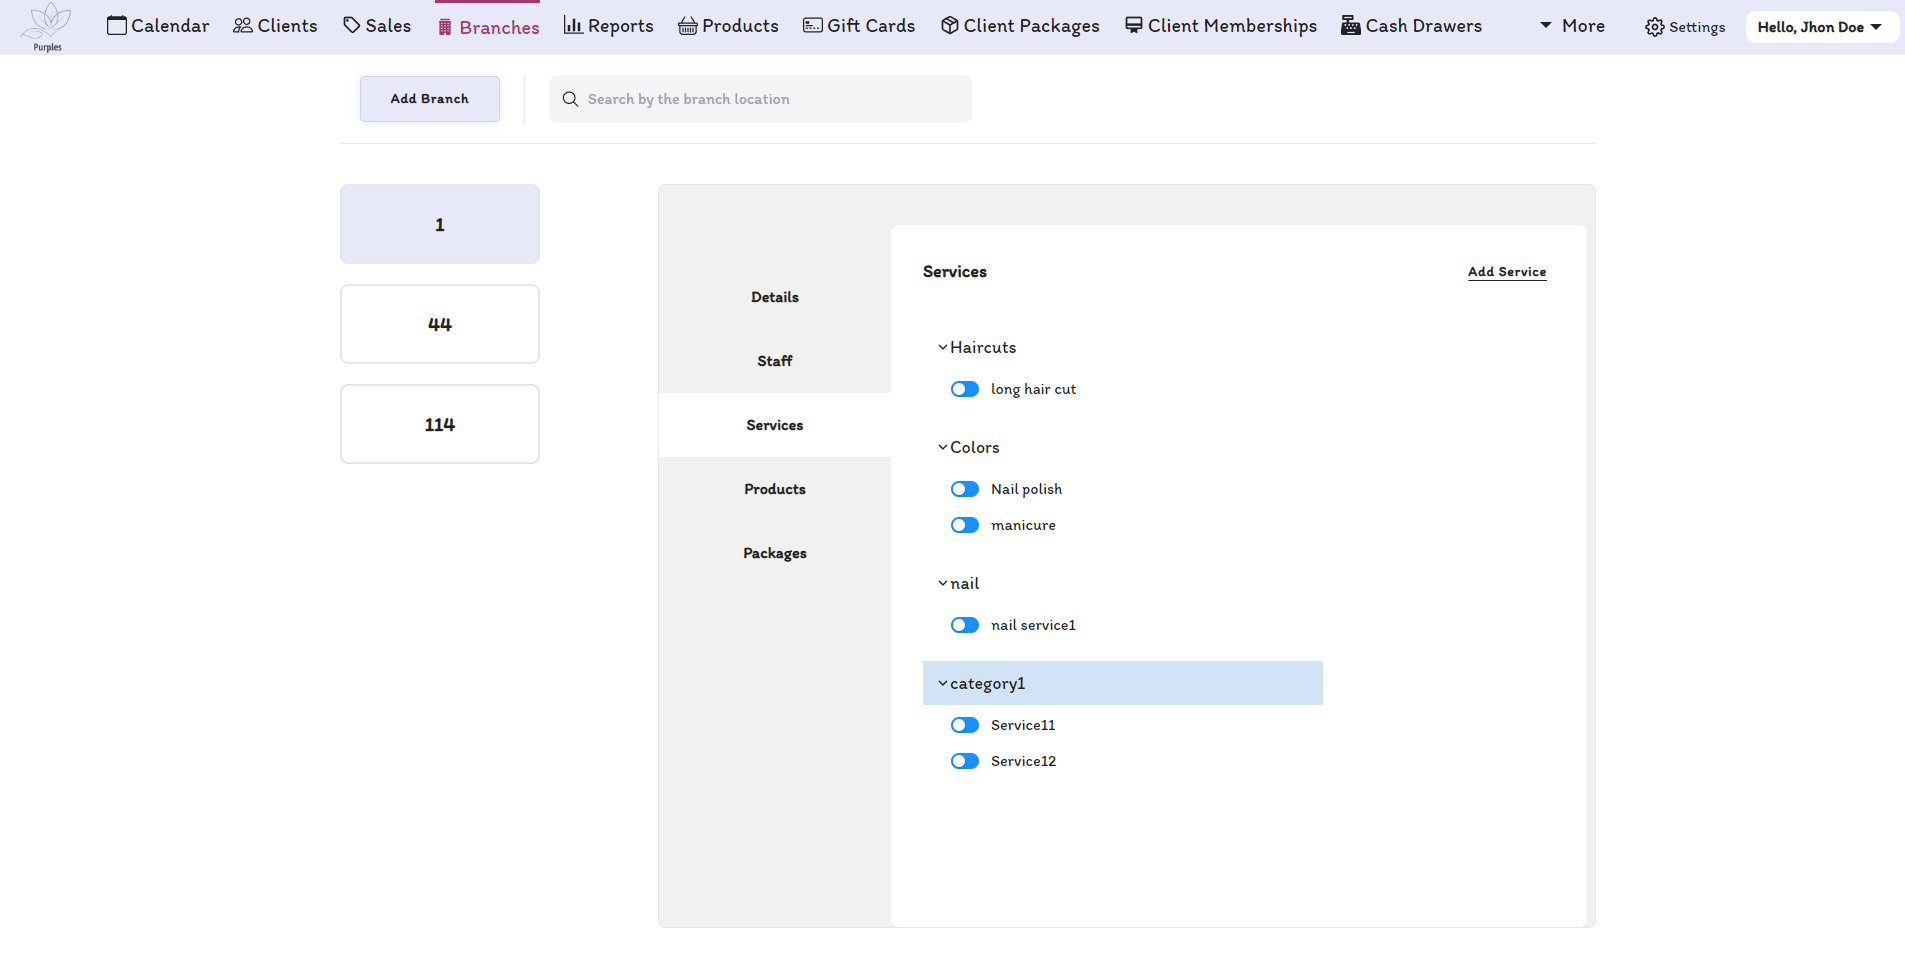 Purples
Calendar
Clients
Sales
Branches
Reports
Products
Gift Cards
Client Packages
Client Memberships
Cash Drawers
More
Settings
Hello, Jhon Doe
Add Branch
Search by the branch location
1
44
114
Details
Staff
Services
Products
Packages
Services
Add Service
Haircuts
long hair cut
Colors
Nail polish
manicure
nail
nail service1
category1
Service11
Service12